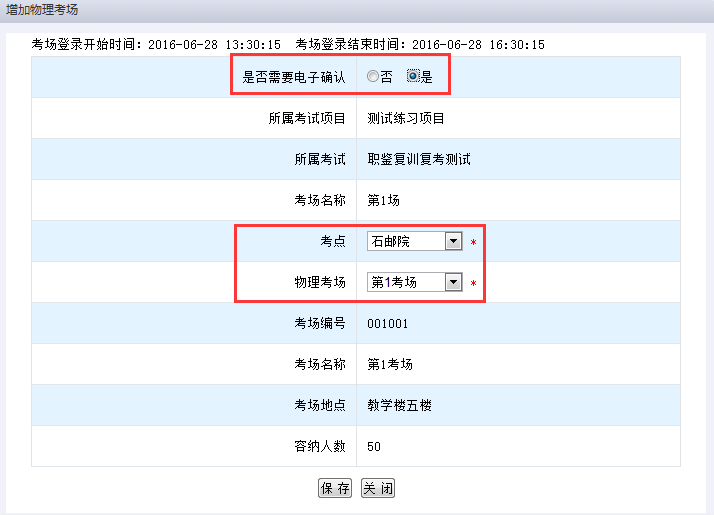 增加物理考场
考场登录开始时间：2016-06-28 13:30:15 考场登录结束时间：2016-06-28 16:30:15
是否需要电子确认 否 是
所属考试项目 测试练习项目
所属考试 职鉴复训复考测试
考场名称 第1场
考点 石邮院 *
物理考场 第1考场 *
考场编号 001001
考场名称 第1考场
考场地点 教学楼五楼
容纳人数 50
保存 关闭